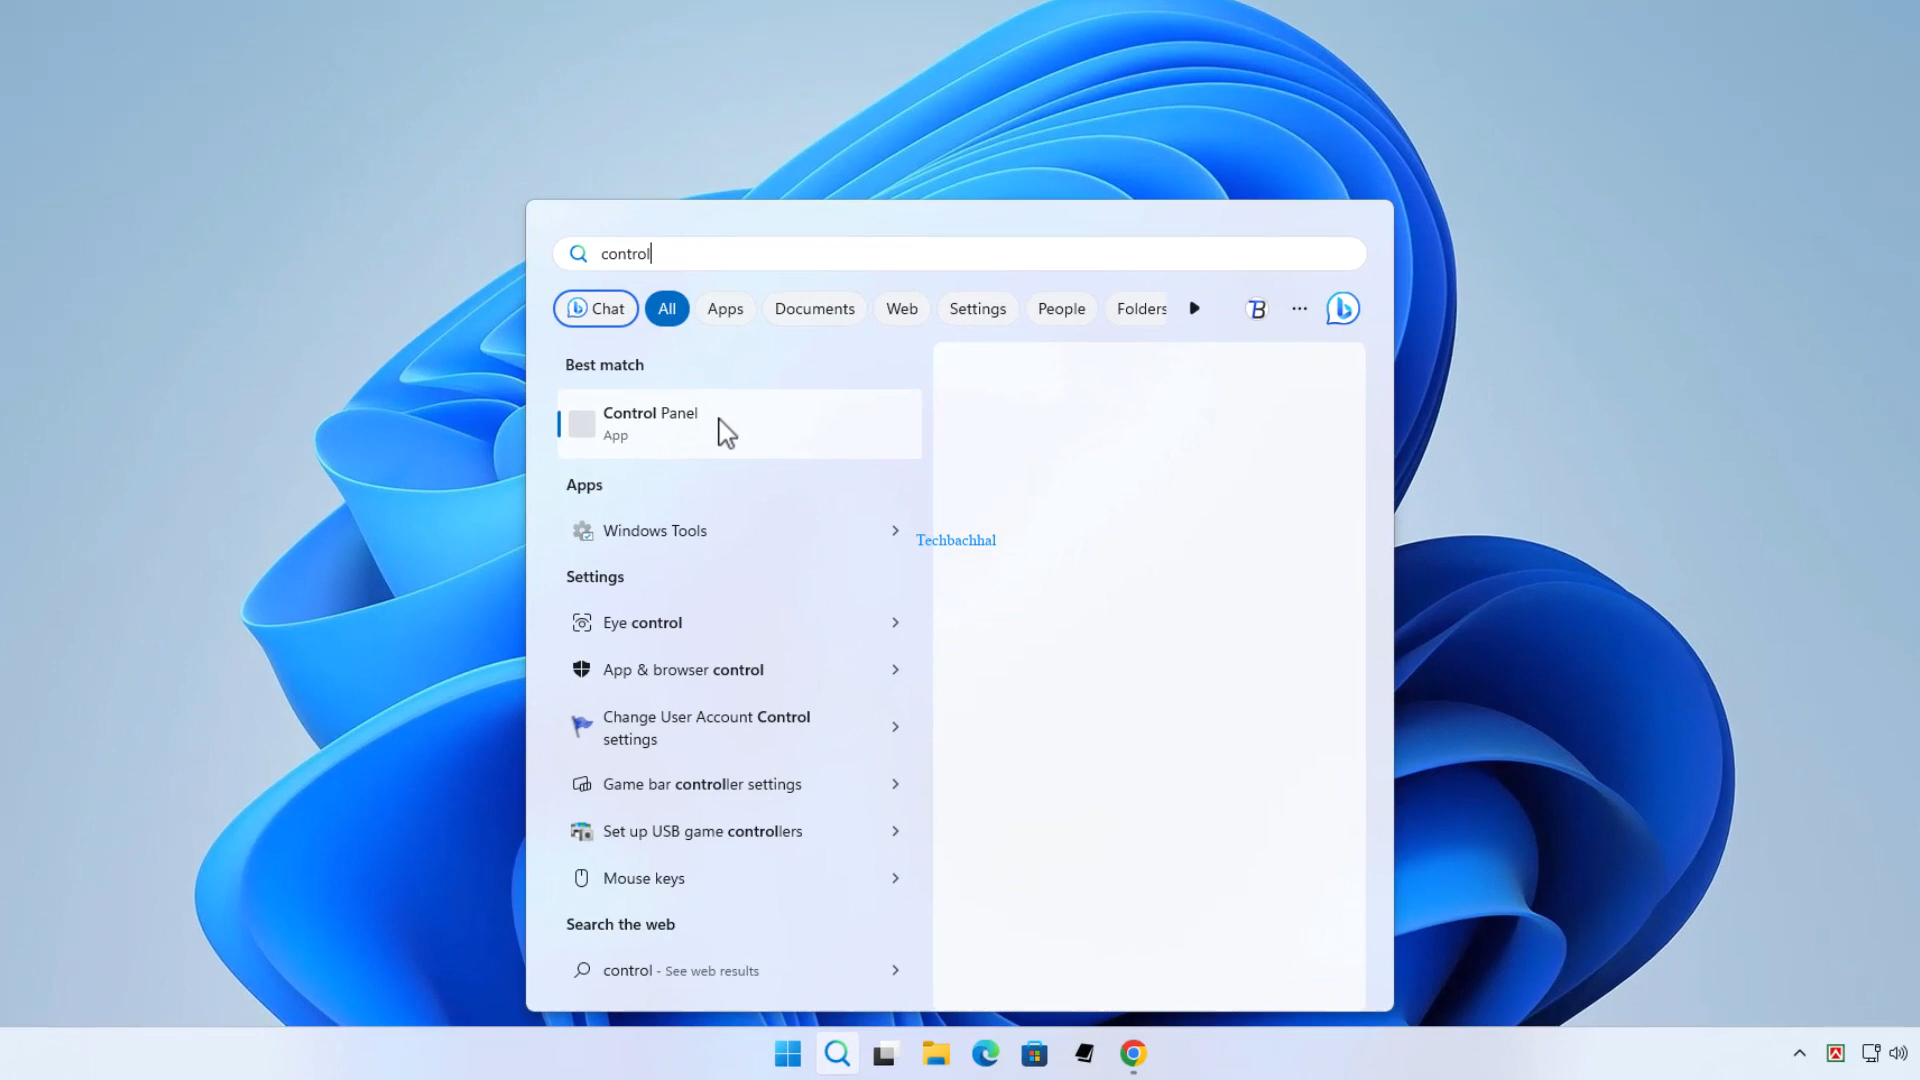 control
Chat All Apps Documents Web Settings People Folders
Best match
Control Panel
App
Apps
Windows Tools
Techbachhal
Settings
Eye control
App & browser control
Change User Account Control
settings
Game bar controller settings
Set up USB game controllers
Mouse keys
Search the web
control - See web results